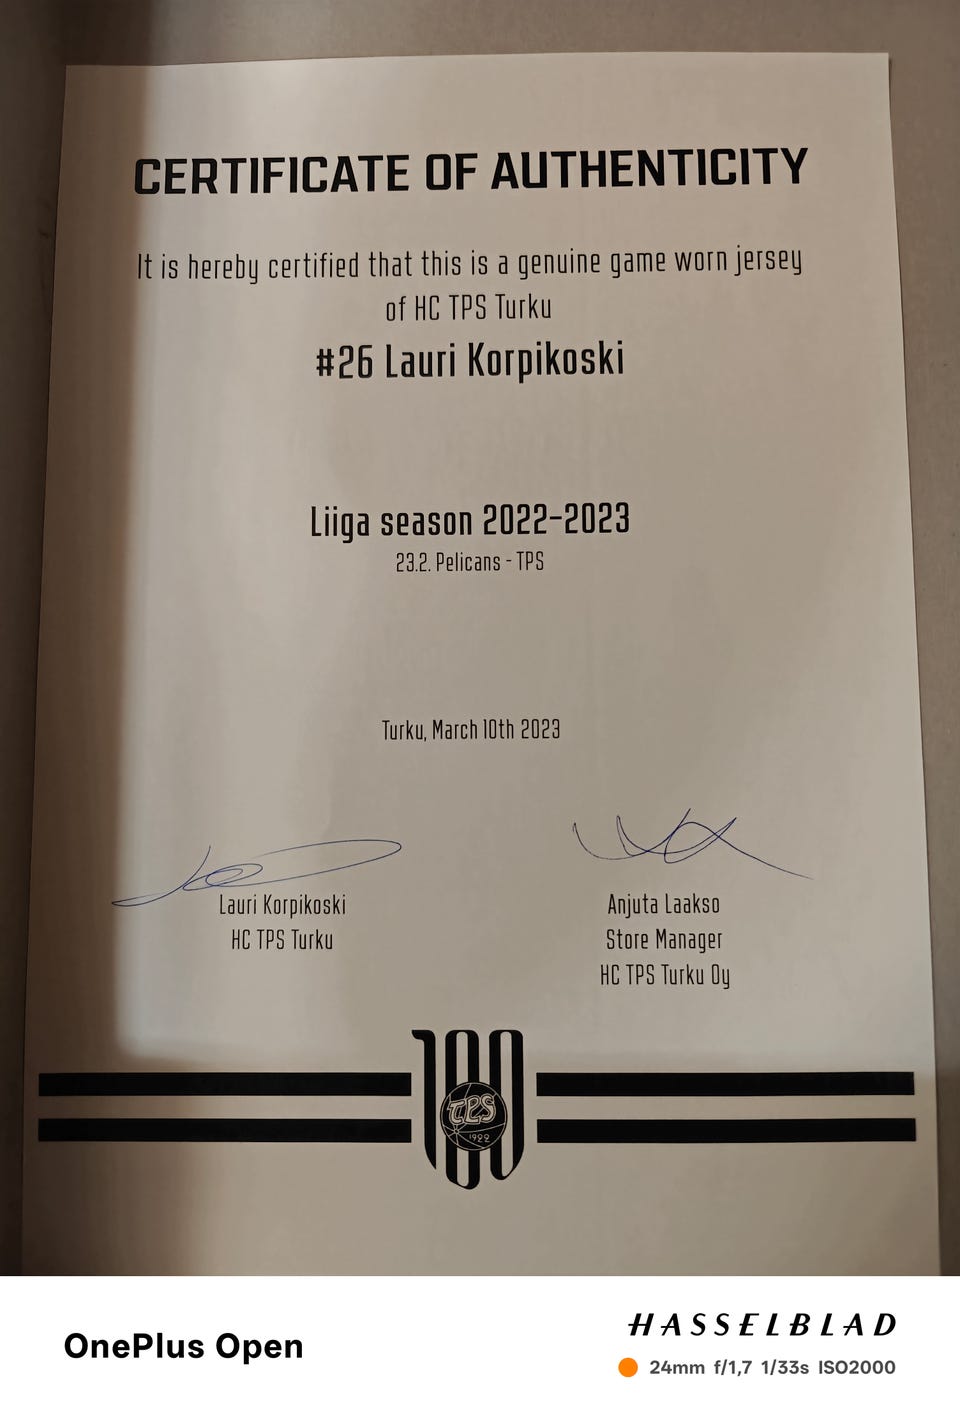 CERTIFICATE OF AUTHENTICITY
It is hereby certified that this is a genuine game worn jersey
of HC TPS Turku
#26 Lauri Korpikoski
Liiga season 2022-2023
23.2. Pelicans - TPS
Turku, March 10th 2023
Lauri Korpikoski
HC TPS Turku
Anjuta Laakso
Store Manager
HC TPS Turku Oy
100
TPS
1922
OnePlus Open
HASSELBLAD
24mm f/1,7 1/33s ISO2000